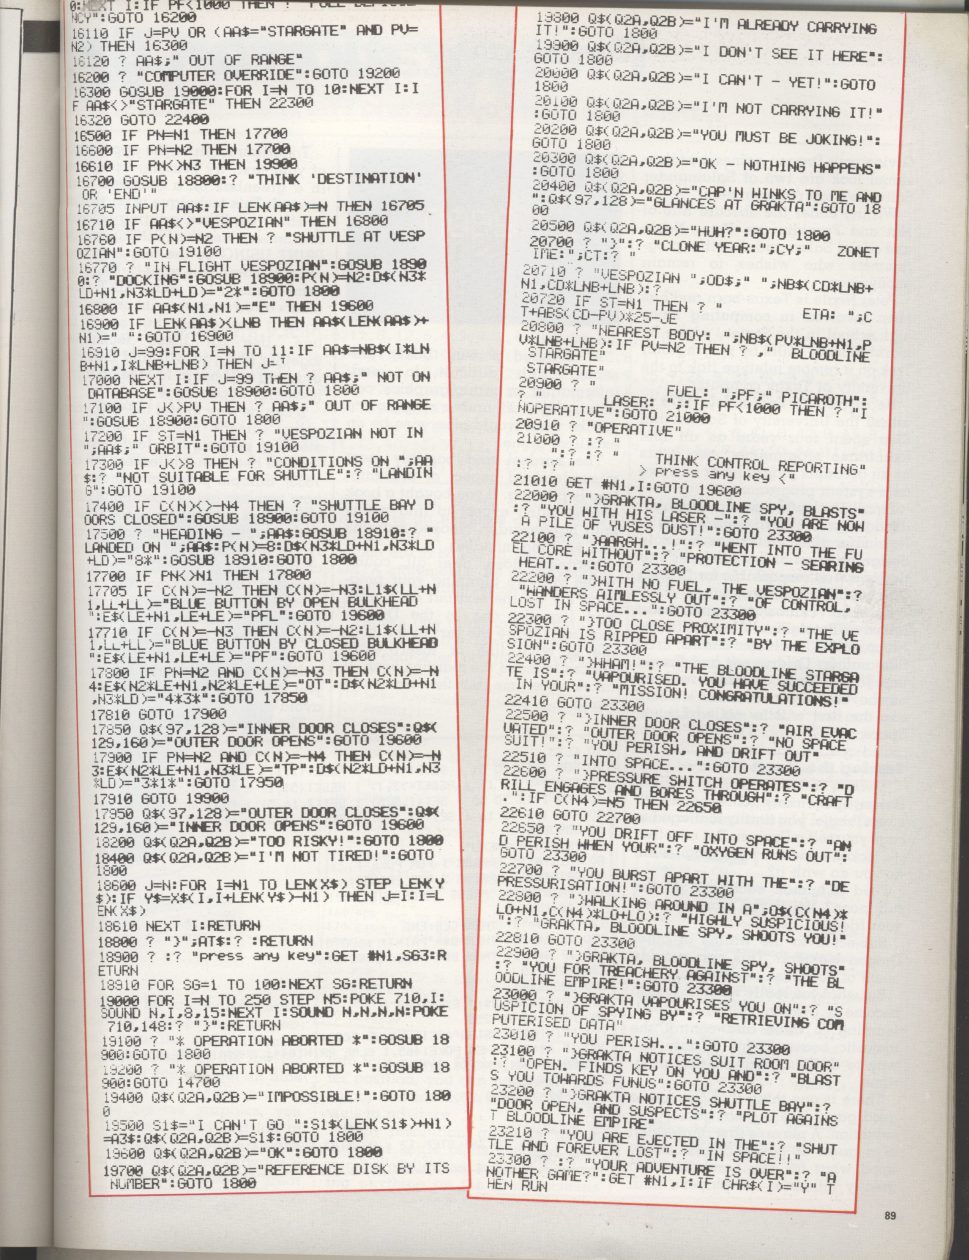 0:NEXT I:IF PF<1000 THEN ?
NCY":GOTO 16200
16110 IF J=PV OR (AA$="STARGATE" AND PV=
N2) THEN 16300
16120 ? AA$;" OUT OF RANGE"
16200 ? "COMPUTER OVERRIDE":GOTO 19200
16300 GOSUB 19000:FOR I=N TO 10:NEXT I:I
F AA$<>"STARGATE" THEN 22300
16320 GOTO 22400
16500 IF PN=N1 THEN 17700
16600 IF PN=N2 THEN 17700
16610 IF PN<>N3 THEN 19900
16700 GOSUB 18800:? "THINK 'DESTINATION'
OR 'END'"
16705 INPUT AA$:IF LEN(AA$)=N THEN 16705
16710 IF AA$<>"VESPOZIAN" THEN 16800
16760 IF P(N)=N2 THEN ? "SHUTTLE AT VESP
OZIAN":GOTO 19100
16770 ? "IN FLIGHT VESPOZIAN":GOSUB 1890
0:? "DOCKING":GOSUB 18900:P(N)=N2:D$(N3*
LD+N1,N3*LD+LD)="2*":GOTO 1800
16800 IF AA$(N1,N1)="E" THEN 19600
16900 IF LEN(AA$)<LNB THEN AA$(LEN(AA$)+
N1)=" ":GOTO 16900
16910 J=99:FOR I=N TO 11:IF AA$=NB$(I*LN
B+N1,I*LNB+LNB) THEN J=I
17000 NEXT I:IF J=99 THEN ? AA$;" NOT ON
DATABASE":GOSUB 18900:GOTO 1800
17100 IF J<>PV THEN ? AA$;" OUT OF RANGE
":GOSUB 18900:GOTO 1800
17200 IF ST=N1 THEN ? "VESPOZIAN NOT IN
";AA$;" ORBIT":GOTO 19100
17300 IF J<>8 THEN ? "CONDITIONS ON ";AA
$:? "NOT SUITABLE FOR SHUTTLE":? "LANDIN
G":GOTO 19100
17400 IF C(N)<>-N4 THEN ? "SHUTTLE BAY D
OORS CLOSED":GOSUB 18900:GOTO 19100
17500 ? "HEADING - ";AA$:GOSUB 18910:? "
LANDED ON ";AA$:P(N)=8:D$(N3*LD+N1,N3*LD
+LD)="8*":GOSUB 18910:GOTO 1800
17700 IF PN<>N1 THEN 17800
17705 IF C(N)=-N2 THEN C(N)=-N3:L1$(LL+N
1,LL+LL)="BLUE BUTTON BY OPEN BULKHEAD
":E$(LE+N1,LE+LE)="PFL":GOTO 19600
17710 IF C(N)=-N3 THEN C(N)=-N2:L1$(LL+N
1,LL+LL)="BLUE BUTTON BY CLOSED BULKHEAD
":E$(LE+N1,LE+LE)="PF":GOTO 19600
17800 IF PN=N2 AND C(N)=-N3 THEN C(N)=-N
4:E$(N2*LE+N1,N2*LE+LE)="OT":D$(N2*LD+N1
,N3*LD)="4*3*":GOTO 17850
17810 GOTO 17900
17850 Q$(97,128)="INNER DOOR CLOSES":Q$(
129,160)="OUTER DOOR OPENS":GOTO 19600
17900 IF PN=N2 AND C(N)=-N4 THEN C(N)=-N
3:E$(N2*LE+N1,N3*LE)="TP":D$(N2*LD+N1,N3
*LD)="3*1*":GOTO 17950
17910 GOTO 19900
17950 Q$(97,128)="OUTER DOOR CLOSES":Q$(
129,160)="INNER DOOR OPENS":GOTO 19600
18200 Q$(Q2A,Q2B)="TOO RISKY!":GOTO 1800
18400 Q$(Q2A,Q2B)="I'M NOT TIRED!":GOTO
1800
18600 J=N:FOR I=N1 TO LEN(X$) STEP LEN(Y
$):IF Y$=X$(I,I+LEN(Y$)-N1) THEN J=I:I=L
EN(X$)
18610 NEXT I:RETURN
18800 ? "}";AT$:? :RETURN
18900 ? :? "press any key":GET #N1,S63:R
ETURN
18910 FOR SG=1 TO 100:NEXT SG:RETURN
19000 FOR I=N TO 250 STEP N5:POKE 710,I:
SOUND N,I,8,15:NEXT I:SOUND N,N,N,N:POKE
710,148:? "}":RETURN
19100 ? "* OPERATION ABORTED *":GOSUB 18
900:GOTO 1800
19200 ? "* OPERATION ABORTED *":GOSUB 18
900:GOTO 14700
19400 Q$(Q2A,Q2B)="IMPOSSIBLE!":GOTO 180
0
19500 S1$="I CAN'T GO ":S1$(LEN(S1$)+N1)
=A3$:Q$(Q2A,Q2B)=S1$:GOTO 1800
19600 Q$(Q2A,Q2B)="OK":GOTO 1800
19700 Q$(Q2A,Q2B)="REFERENCE DISK BY ITS
NUMBER":GOTO 1800
19800 Q$(Q2A,Q2B)="I'M ALREADY CARRYING
IT!":GOTO 1800
19900 Q$(Q2A,Q2B)="I DON'T SEE IT HERE":
GOTO 1800
20000 Q$(Q2A,Q2B)="I CAN'T - YET!":GOTO
1800
20100 Q$(Q2A,Q2B)="I'M NOT CARRYING IT!"
:GOTO 1800
20200 Q$(Q2A,Q2B)="YOU MUST BE JOKING!":
GOTO 1800
20300 Q$(Q2A,Q2B)="OK - NOTHING HAPPENS"
:GOTO 1800
20400 Q$(Q2A,Q2B)="CAP'N WINKS TO ME AND
":Q$(97,128)="GLANCES AT GRAKTA":GOTO 18
00
20500 Q$(Q2A,Q2B)="HUH?":GOTO 1800
20700 ? "}":? "CLONE YEAR:";CY;" ZONET
IME:";CT:? "
20710 ? "VESPOZIAN ";OD$;" ";NB$(CD*LNB+
N1,CD*LNB+LNB):?
20720 IF ST=N1 THEN ? " ETA: ";C
T+ABS(CD-PV)*25-JE
20800 ? "NEAREST BODY: ";NB$(PV*LNB+N1,P
V*LNB+LNB):IF PV=N2 THEN ? ," BLOODLINE
STARGATE"
STARGATE"
20900 ? " FUEL: ";PF;" PICAROTH":
? " LASER: ";:IF PF<1000 THEN ? "I
NOPERATIVE":GOTO 21000
20910 ? "OPERATIVE"
21000 ? :? "
":? :? " THINK CONTROL REPORTING"
:? :? " > press any key <"
21010 GET #N1,I:GOTO 19600
22000 ? "}GRAKTA, BLOODLINE SPY, BLASTS"
:? "YOU WITH HIS LASER -":? "YOU ARE NOW
A PILE OF YUSES DUST!":GOTO 23300
22100 ? "}AARGH...!":? "WENT INTO THE FU
EL CORE WITHOUT":? "PROTECTION - SEARING
HEAT...":GOTO 23300
22200 ? "}WITH NO FUEL, THE VESPOZIAN":?
"WANDERS AIMLESSLY OUT":? "OF CONTROL,
LOST IN SPACE...":GOTO 23300
22300 ? "}TOO CLOSE PROXIMITY":? "THE VE
SPOZIAN IS RIPPED APART":? "BY THE EXPLO
SION":GOTO 23300
22400 ? "}WHAM!":? "THE BLOODLINE STARGA
TE IS":? "VAPOURISED. YOU HAVE SUCCEEDED
IN YOUR":? "MISSION! CONGRATULATIONS!"
22410 GOTO 23300
22500 ? "}INNER DOOR CLOSES":? "AIR EVAC
UATED":? "OUTER DOOR OPENS":? "NO SPACE
SUIT!":? "YOU PERISH, AND DRIFT OUT"
22510 ? "INTO SPACE...":GOTO 23300
22600 ? "}PRESSURE SWITCH OPERATES":? "D
RILL ENGAGES AND BORES THROUGH":? "CRAFT
.":IF C(N4)=N5 THEN 22650
22610 GOTO 22700
22650 ? "YOU DRIFT OFF INTO SPACE":? "AN
D PERISH WHEN YOUR":? "OXYGEN RUNS OUT":
GOTO 23300
22700 ? "YOU BURST APART WITH THE":? "DE
PRESSURISATION!":GOTO 23300
22800 ? "}WALKING AROUND IN A";O$(C(N4)*
LO+N1,C(N4)*LO+LO):? "HIGHLY SUSPICIOUS!
":? "GRAKTA, BLOODLINE SPY, SHOOTS YOU!"
22810 GOTO 23300
22900 ? "}GRAKTA, BLOODLINE SPY, SHOOTS"
:? "YOU FOR TREACHERY AGAINST":? "THE BL
OODLINE EMPIRE!":GOTO 23300
23000 ? "}GRAKTA VAPOURISES YOU ON":? "S
USPICION OF SPYING BY":? "RETRIEVING COM
PUTERISED DATA"
23010 ? "YOU PERISH...":GOTO 23300
23100 ? "}GRAKTA NOTICES SUIT ROOM DOOR"
:? "OPEN. FINDS KEY ON YOU AND":? "BLAST
S YOU TOWARDS FUNUS":GOTO 23300
23200 ? "}GRAKTA NOTICES SHUTTLE BAY":?
"DOOR OPEN, AND SUSPECTS":? "PLOT AGAINS
T BLOODLINE EMPIRE"
23210 ? "YOU ARE EJECTED IN THE":? "SHUT
TLE AND FOREVER LOST":? "IN SPACE!!"
23300 ? :? "YOUR ADVENTURE IS OVER":? "A
NOTHER GAME?":GET #N1,I:IF CHR$(I)="Y" T
HEN RUN
89